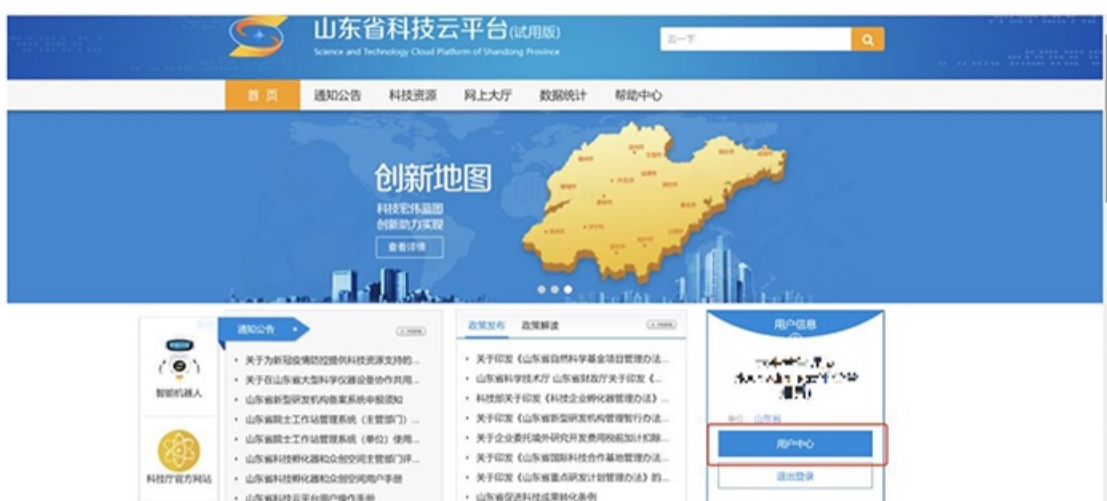 山东省科技云平台(试用版)
Science and Technology Cloud Platform of Shandong Province
云一下
首 页 通知公告 科技资源 网上大厅 数据统计 帮助中心
创新地图
科技宏伟蓝图
创新助力实现
查看详情
智能机器人
科技厅官方网站
通知公告
关于为新冠疫情防控提供科技资源支持的...
关于在山东省大型科学仪器设备协作共用...
山东省新型研发机构备案系统申报须知
山东省院士工作站管理系统（主管部门）...
山东省院士工作站管理系统（单位）使用...
山东省科技孵化器和众创空间主管部门评...
山东省科技孵化器和众创空间用户手册
山东省科技云平台用户操作手册
政策发布 政策解读
关于印发《山东省自然科学基金项目管理办法...
山东省科学技术厅 山东省财政厅关于印发《...
科技部关于印发《科技企业孵化器管理办法》...
关于印发《山东省新型研发机构管理暂行办法...
关于企业委托境外研究开发费用税前加计扣除...
关于印发《山东省国际科技合作基地管理办法...
关于印发《山东省重点研发计划管理办法》的...
山东省促进科技成果转化条例
用户信息
单位: 山东省
用户中心
退出登录